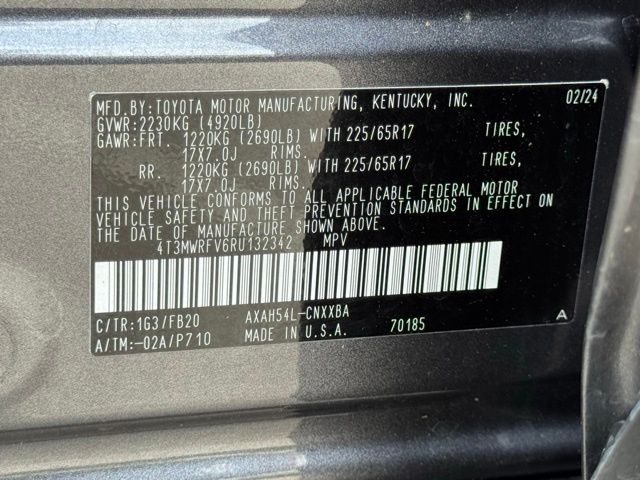 MFD.BY:TOYOTA MOTOR MANUFACTURING, KENTUCKY, INC. 02/24
GVWR:2230KG (4920LB)
GAWR:FRT. 1220KG (2690LB) WITH 225/65R17 TIRES,
17X7.0J RIMS.
RR. 1220KG (2690LB) WITH 225/65R17 TIRES,
17X7.0J RIMS.
THIS VEHICLE CONFORMS TO ALL APPLICABLE FEDERAL MOTOR
VEHICLE SAFETY AND THEFT PREVENTION STANDARDS IN EFFECT ON
THE DATE OF MANUFACTURE SHOWN ABOVE.
4T3MWRFV6RU132342 MPV
C/TR:1G3/FB20 AXAH54L-CNXXBA
A/TM:-02A/P710 MADE IN U.S.A. 70185 A